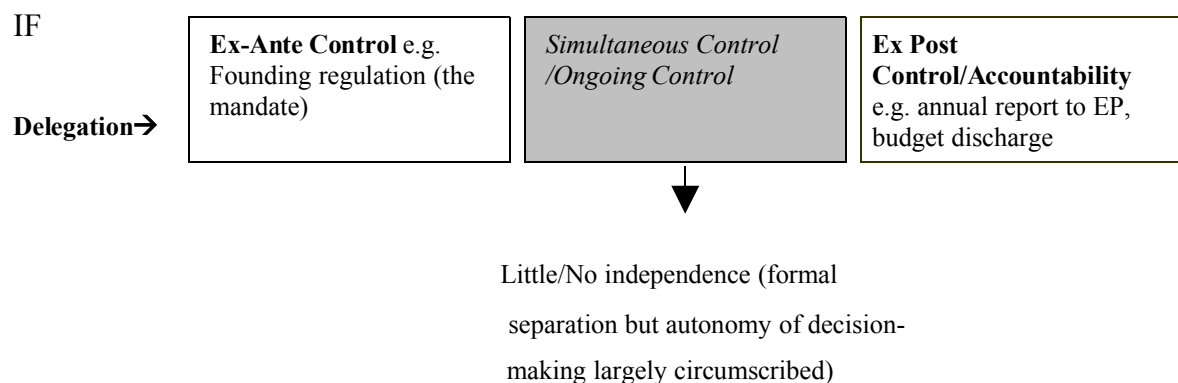 IF
Delegation→
Ex-Ante Control e.g.
Founding regulation (the
mandate)
Simultaneous Control
/Ongoing Control
Ex Post
Control/Accountability
e.g. annual report to EP,
budget discharge
Little/No independence (formal
separation but autonomy of decision-
making largely circumscribed)